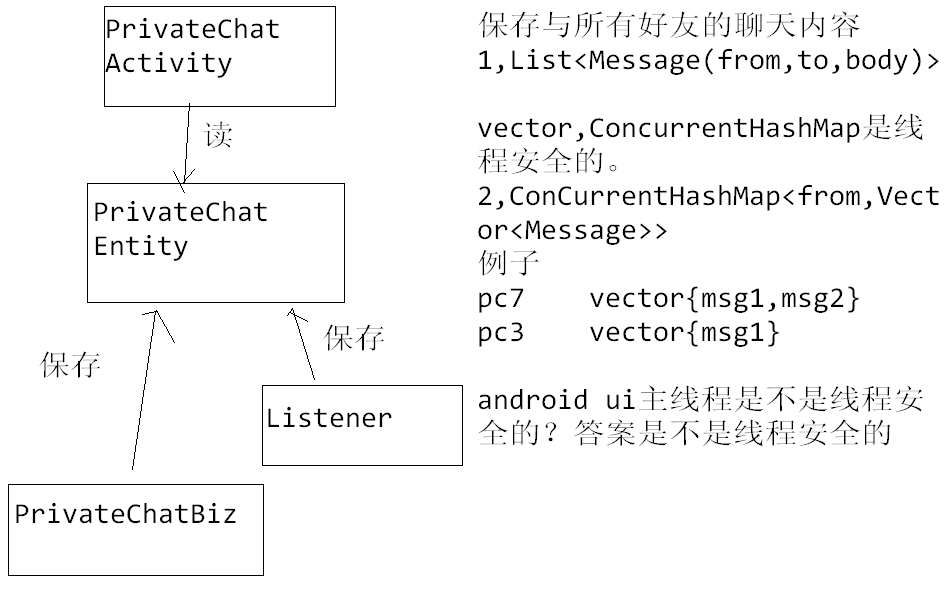 PrivateChat
Activity
读
PrivateChat
Entity
保存
保存
Listener
PrivateChatBiz
保存与所有好友的聊天内容
1,List<Message(from,to,body)>
vector,ConcurrentHashMap是线
程安全的。
2,ConCurrentHashMap<from,Vect
or<Message>>
例子
pc7 vector{msg1,msg2}
pc3 vector{msg1}
android ui主线程是不是线程安
全的？答案是不是线程安全的